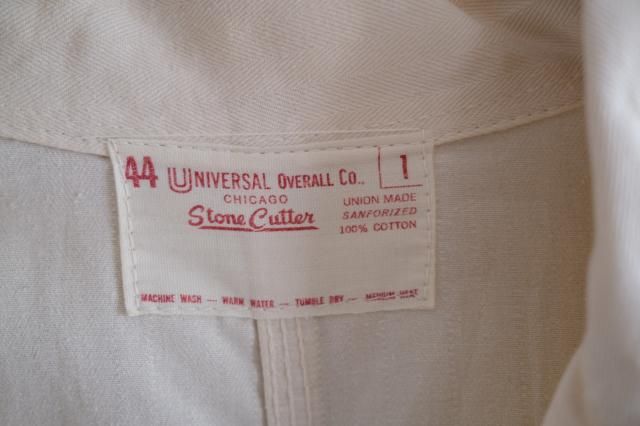 44 UNIVERSAL OVERALL CO., 1
CHICAGO
Stone Cutter
UNION MADE
SANFORIZED
100% COTTON
MACHINE WASH --- WARM WATER - TUMBLE DRY - MEDIUM HEAT